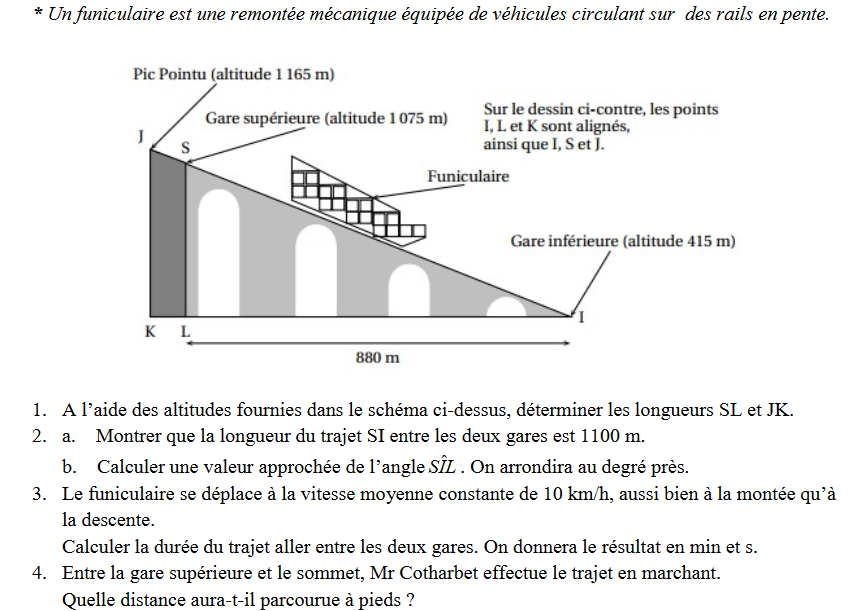 * Un funiculaire est une remontée mécanique équipée de véhicules circulant sur des rails en pente.
Pic Pointu (altitude 1 165 m)
Gare supérieure (altitude 1 075 m)
Sur le dessin ci-contre, les points
I, L et K sont alignés,
ainsi que I, S et J.
J
S
Funiculaire
Gare inférieure (altitude 415 m)
I
K L
880 m
1. A l'aide des altitudes fournies dans le schéma ci-dessus, déterminer les longueurs SL et JK.
2. a. Montrer que la longueur du trajet SI entre les deux gares est 1100 m.
b. Calculer une valeur approchée de l'angle SÎL . On arrondira au degré près.
3. Le funiculaire se déplace à la vitesse moyenne constante de 10 km/h, aussi bien à la montée qu'à
la descente.
Calculer la durée du trajet aller entre les deux gares. On donnera le résultat en min et s.
4. Entre la gare supérieure et le sommet, Mr Cotharbet effectue le trajet en marchant.
Quelle distance aura-t-il parcourue à pieds ?